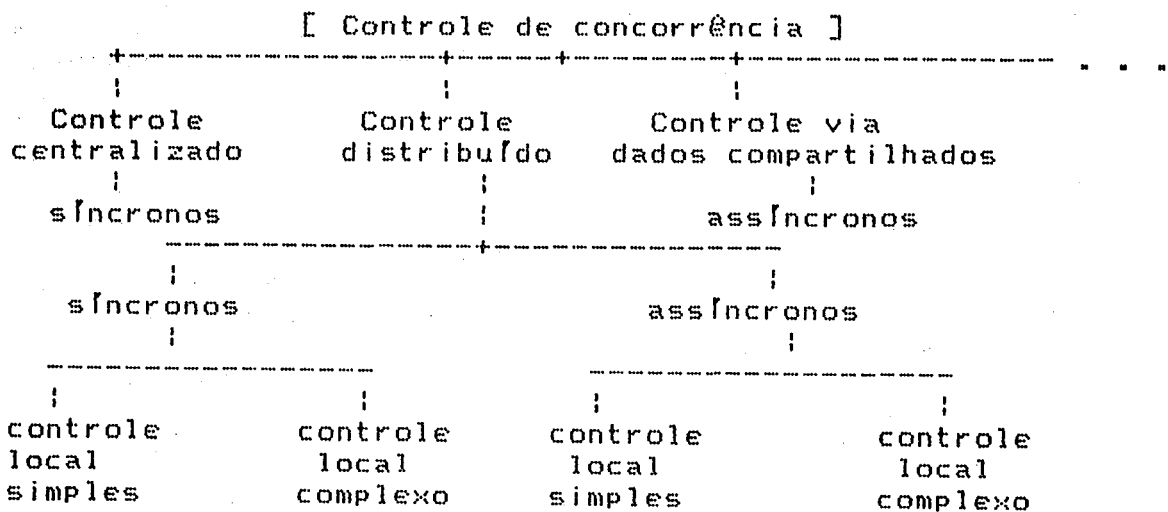 [ Controle de concorrência ]
. . .
Controle Controle Controle via
centralizado distribuído dados compartilhados
síncronos assíncronos
síncronos assíncronos
controle controle controle controle
local local local local
simples complexo simples complexo